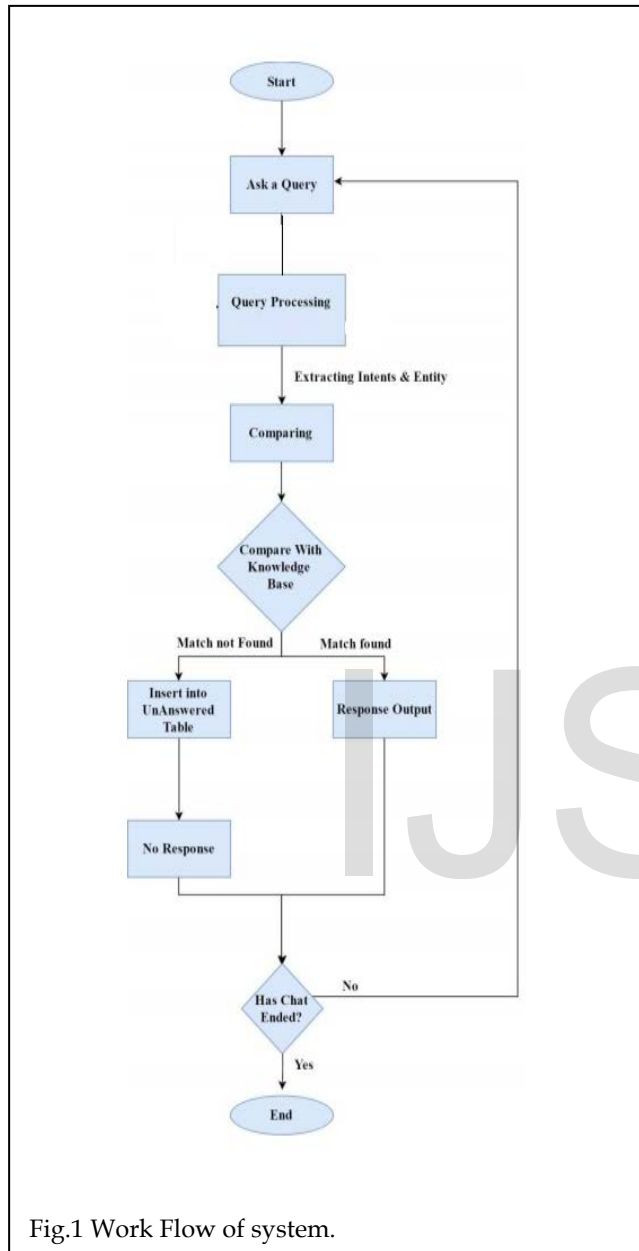 Start
Ask a Query
Query Processing
Extracting Intents & Entity
Comparing
Compare With
Knowledge
Base
Match not Found
Match found
Insert into
UnAnswered
Table
Response Output
No Response
Has Chat
Ended?
No
Yes
End
IJS
Fig.1 Work Flow of system.